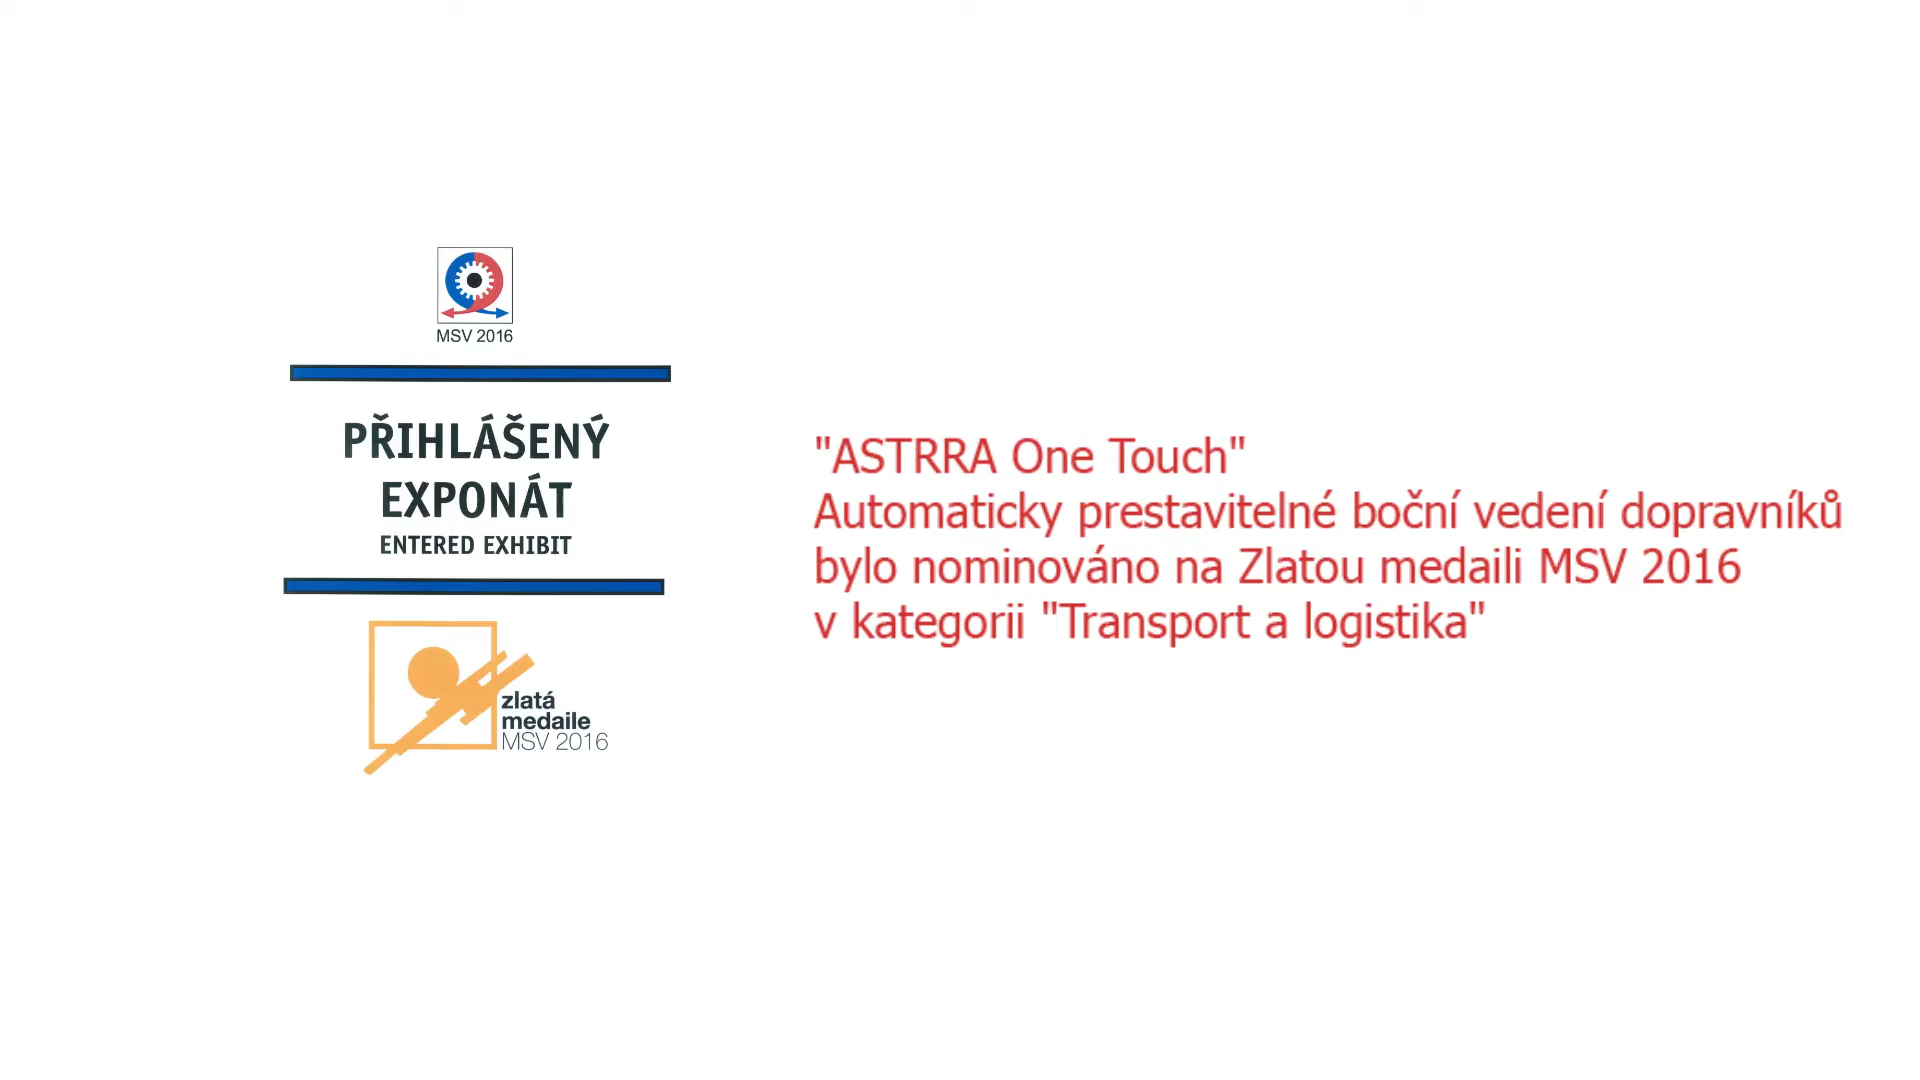 MSV 2016
PŘIHLÁŠENÝ
EXPONÁT
ENTERED EXHIBIT
zlatá
medaile
MSV 2016
"ASTRRA One Touch"
Automaticky prestavitelné boční vedení dopravníků
bylo nominováno na Zlatou medaili MSV 2016
v kategorii "Transport a logistika"